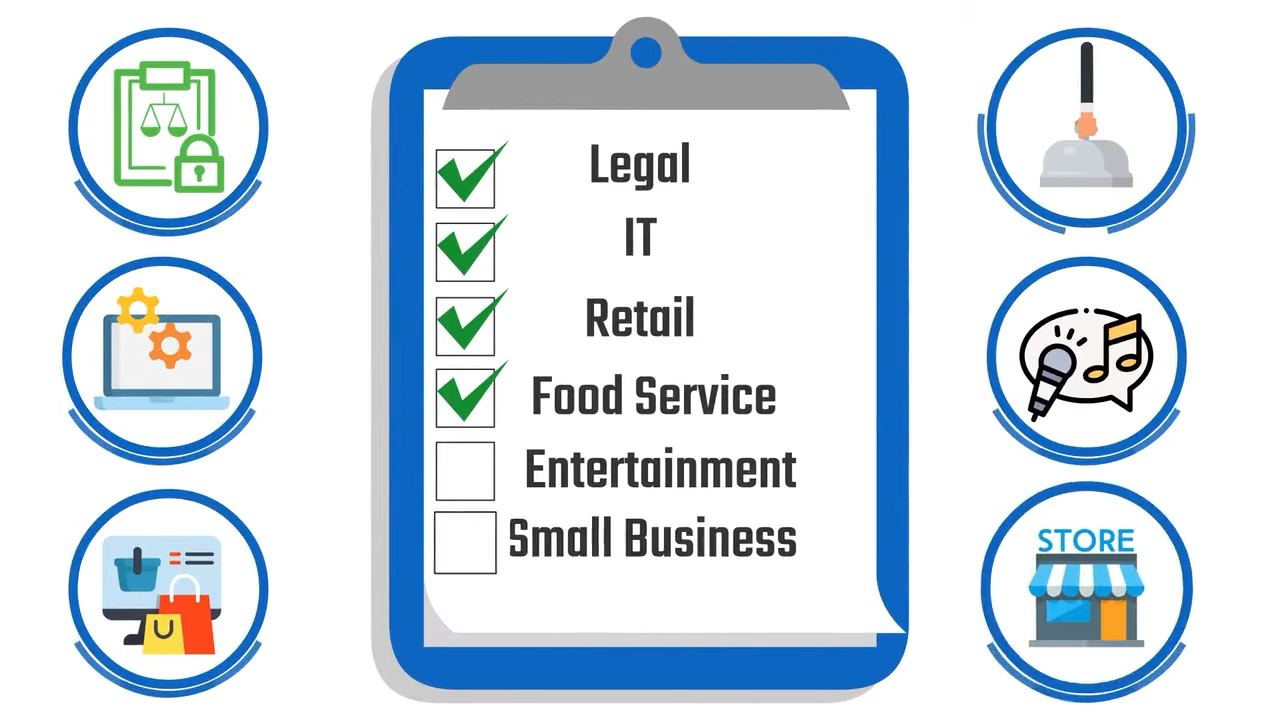 Legal
IT
Retail
Food Service
Entertainment
Small Business
STORE